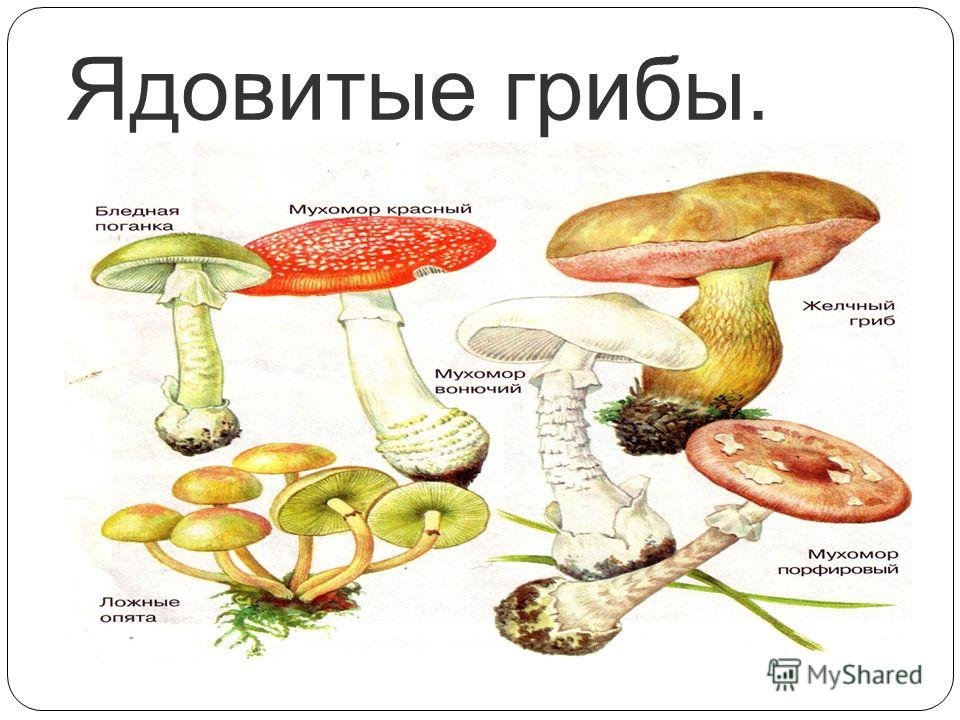 Ядовитые грибы.
Бледная
поганка
Мухомор красный
Желчный
гриб
Мухомор
вонючий
Мухомор
порфировый
Ложные
опята
MyShared